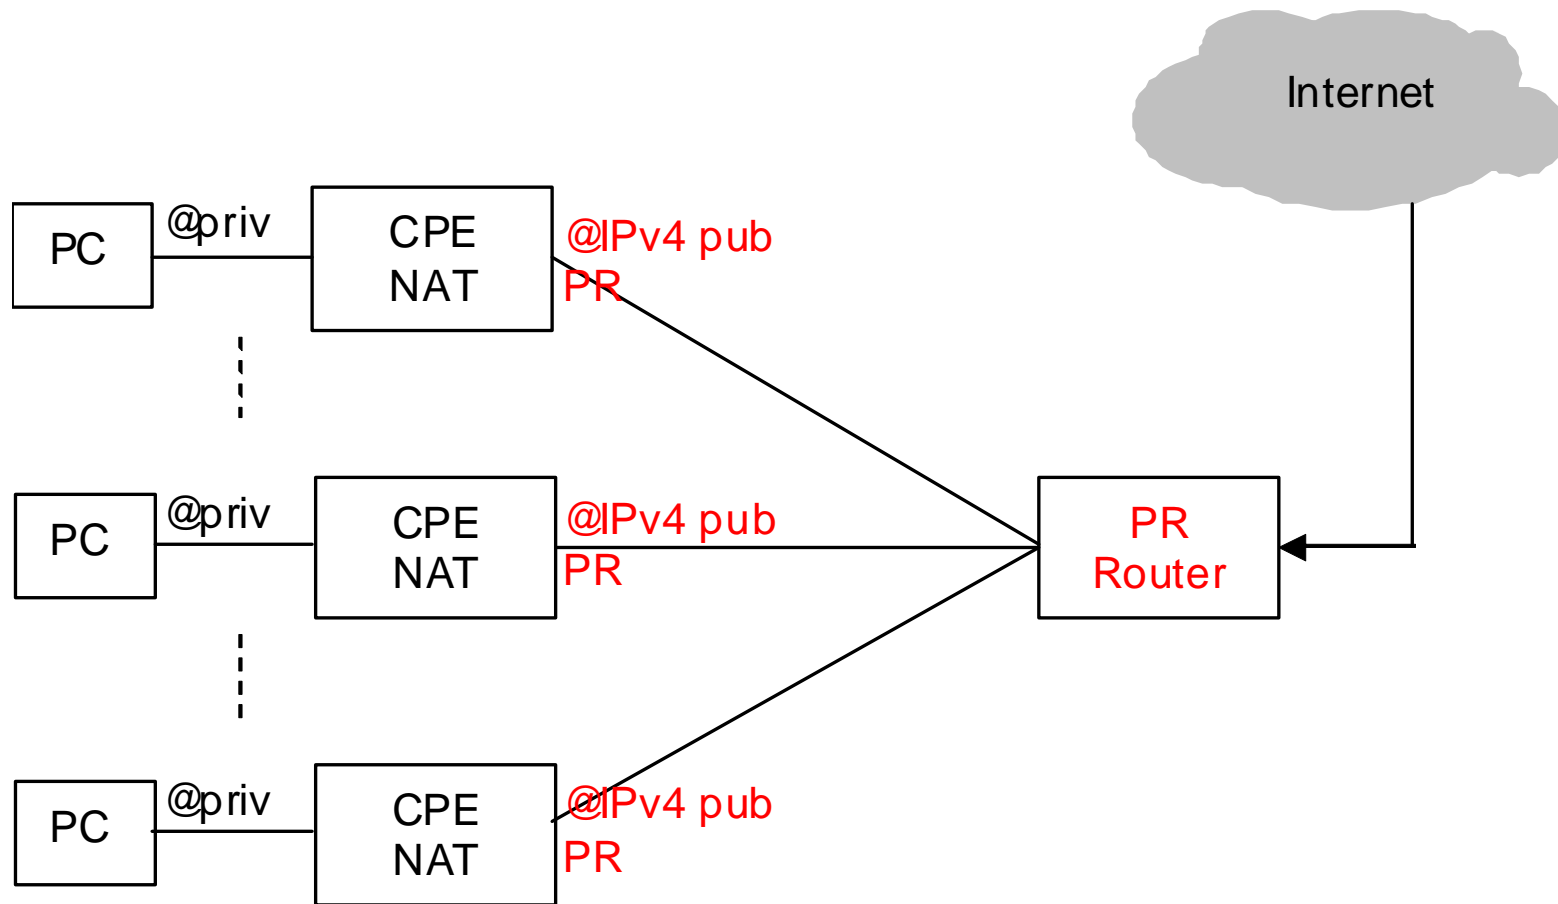 Internet
PC
@priv
CPE
NAT
@IPv4 pub
PR
PC
@priv
CPE
NAT
@IPv4 pub
PR
PR
Router
PC
@priv
CPE
NAT
@IPv4 pub
PR